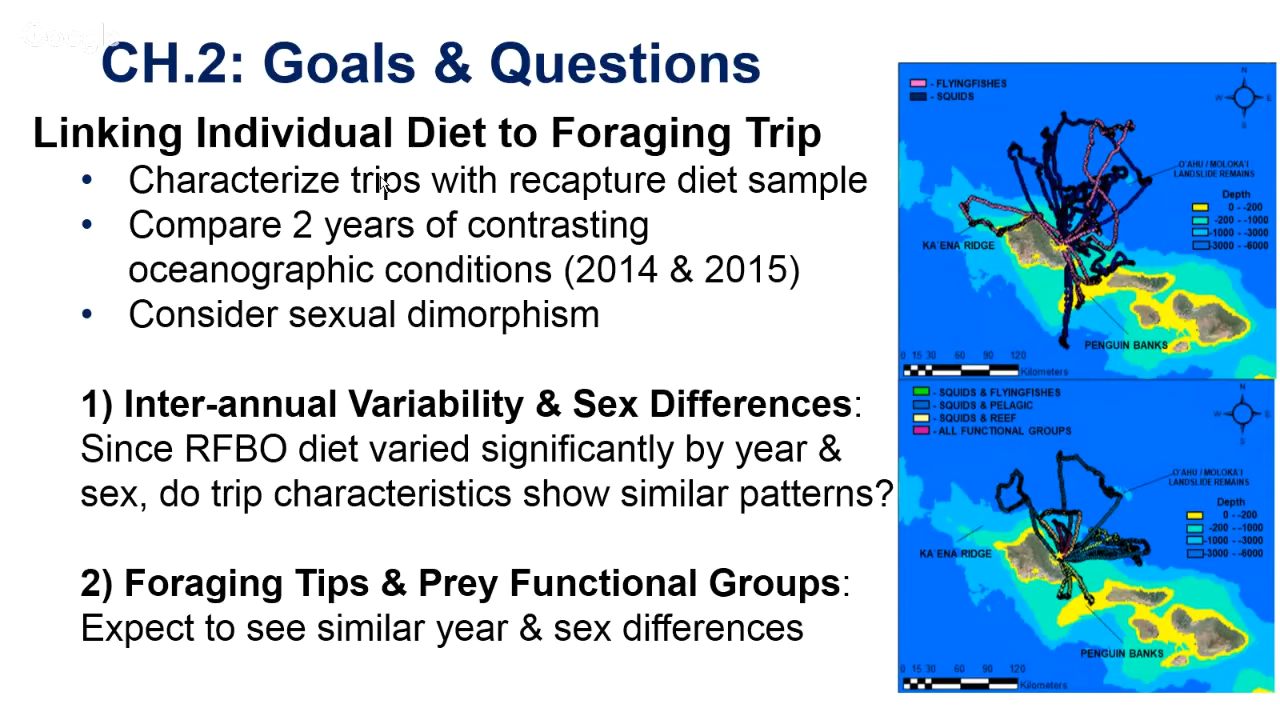 Google
CH.2: Goals & Questions
Linking Individual Diet to Foraging Trip
• Characterize trips with recapture diet sample
• Compare 2 years of contrasting
oceanographic conditions (2014 & 2015)
• Consider sexual dimorphism
1) Inter-annual Variability & Sex Differences:
Since RFBO diet varied significantly by year &
sex, do trip characteristics show similar patterns?
2) Foraging Tips & Prey Functional Groups:
Expect to see similar year & sex differences
- FLYINGFISHES
- SQUIDS
N
W E
S
O'AHU / MOLOKA'I
LANDSLIDE REMAINS
Depth
0 - -200
-200 - -1000
-1000 - -3000
-3000 - -6000
KA'ENA RIDGE
PENGUIN BANKS
0 15 30 60 90 120
Kilometers
- SQUIDS & FLYINGFISHES
- SQUIDS & PELAGIC
- SQUIDS & REEF
- ALL FUNCTIONAL GROUPS
N
W E
S
O'AHU / MOLOKA'I
LANDSLIDE REMAINS
Depth
0 - -200
-200 - -1000
-1000 - -3000
-3000 - -6000
KA'ENA RIDGE
PENGUIN BANKS
0 15 30 60 90 120
Kilometers